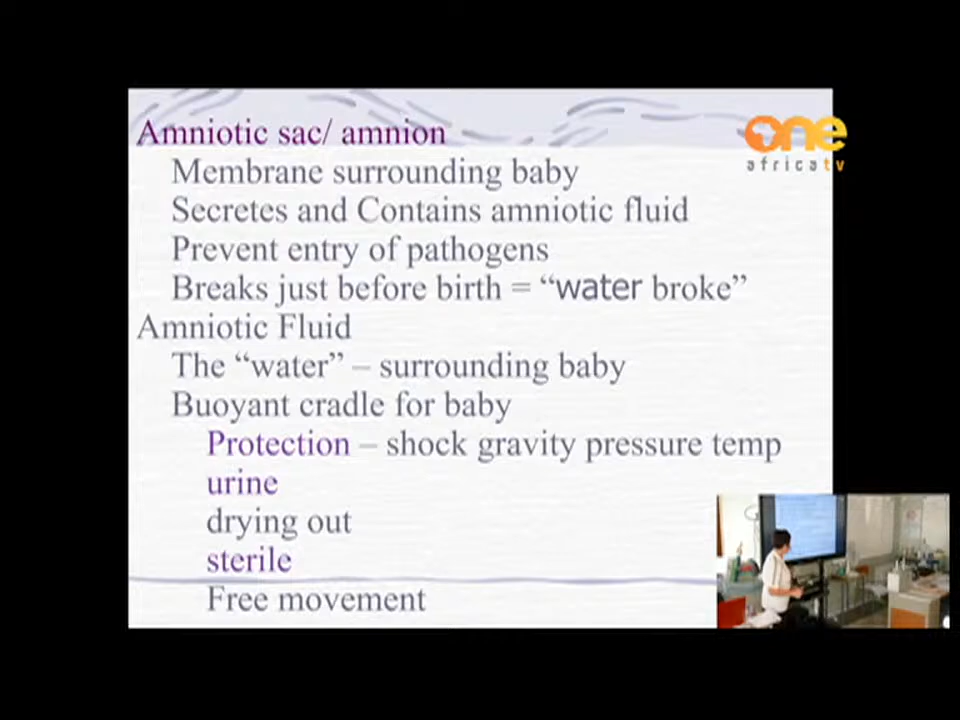 Amniotic sac/ amnion
one
africatv
Membrane surrounding baby
Secretes and Contains amniotic fluid
Prevent entry of pathogens
Breaks just before birth = “water broke”
Amniotic Fluid
The “water” – surrounding baby
Buoyant cradle for baby
Protection – shock gravity pressure temp
urine
drying out
sterile
Free movement